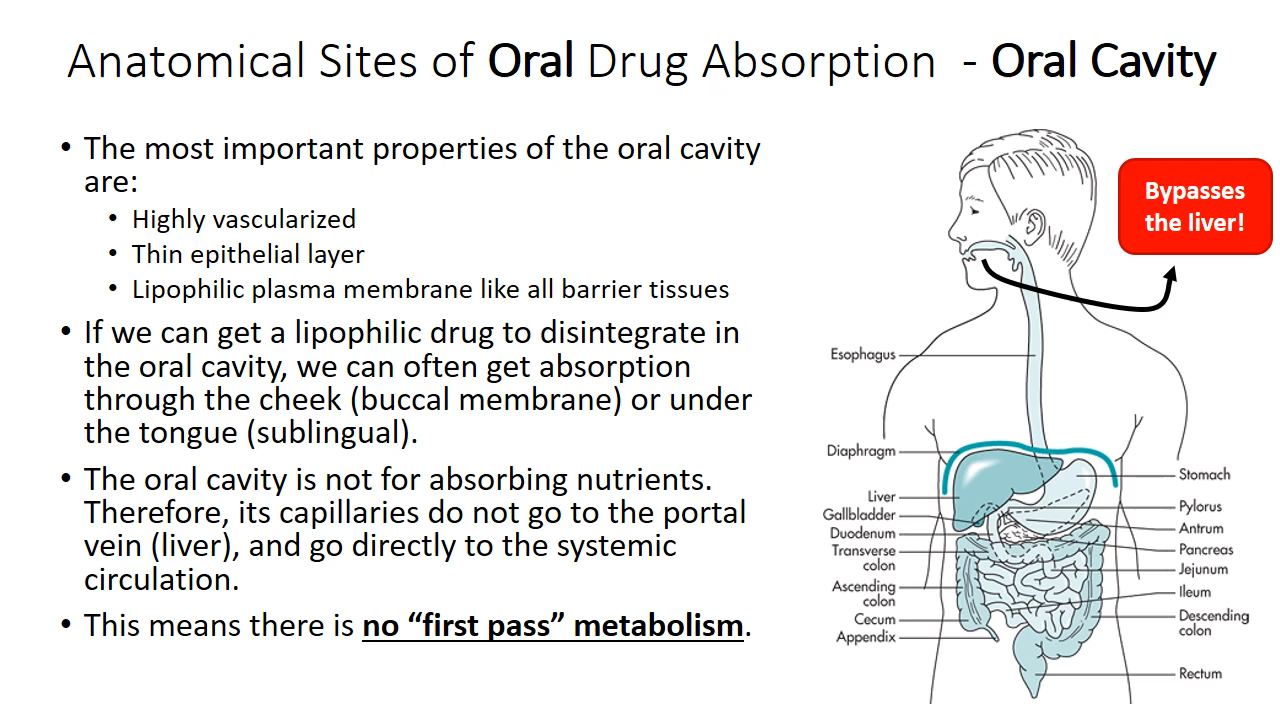 Anatomical Sites of Oral Drug Absorption - Oral Cavity
• The most important properties of the oral cavity
are:
• Highly vascularized
• Thin epithelial layer
• Lipophilic plasma membrane like all barrier tissues
• If we can get a lipophilic drug to disintegrate in
the oral cavity, we can often get absorption
through the cheek (buccal membrane) or under
the tongue (sublingual).
• The oral cavity is not for absorbing nutrients.
Therefore, its capillaries do not go to the portal
vein (liver), and go directly to the systemic
circulation.
• This means there is no “first pass” metabolism.
Bypasses
the liver!
Esophagus
Diaphragm
Liver
Gallbladder
Duodenum
Transverse
colon
Ascending
colon
Cecum
Appendix
Stomach
Pylorus
Antrum
Pancreas
Jejunum
Ileum
Descending
colon
Rectum